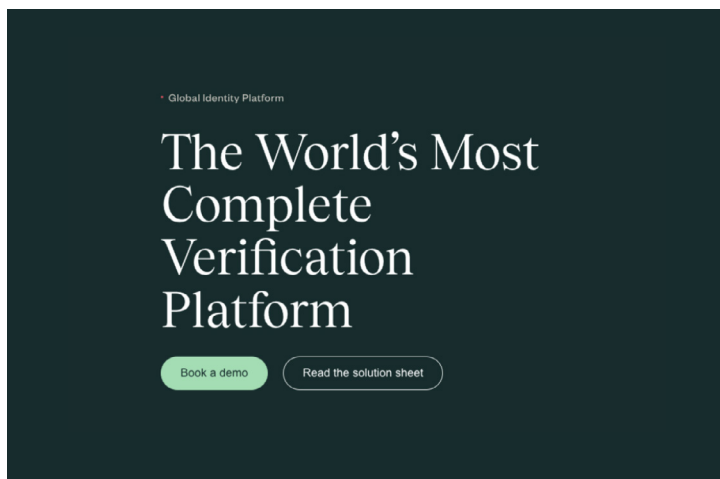 Global Identity Platform
The World’s Most
Complete
Verification
Platform
Book a demo
Read the solution sheet